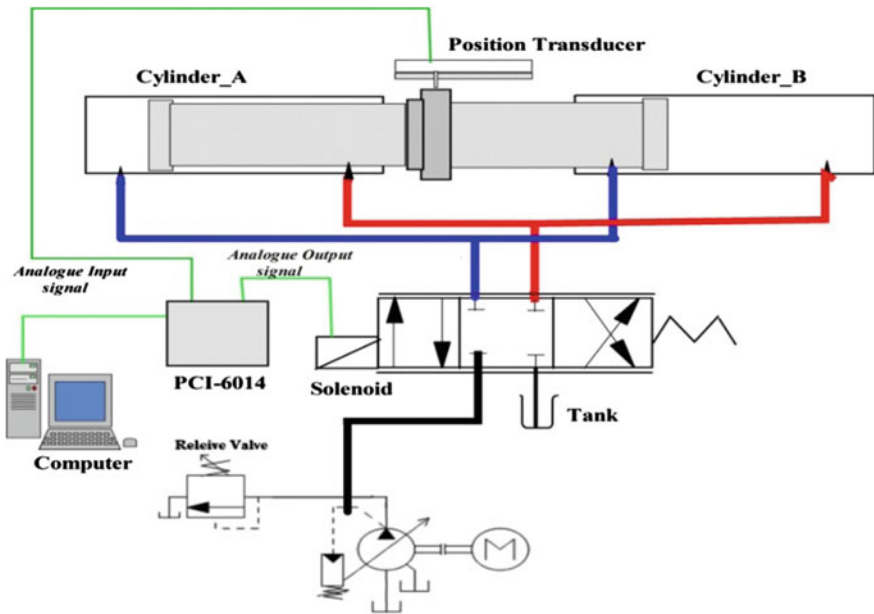 Position Transducer
Cylinder_A
Cylinder_B
Analogue Input
signal
Analogue Output
signal
PCI-6014
Solenoid
Tank
Computer
Releive Valve
M